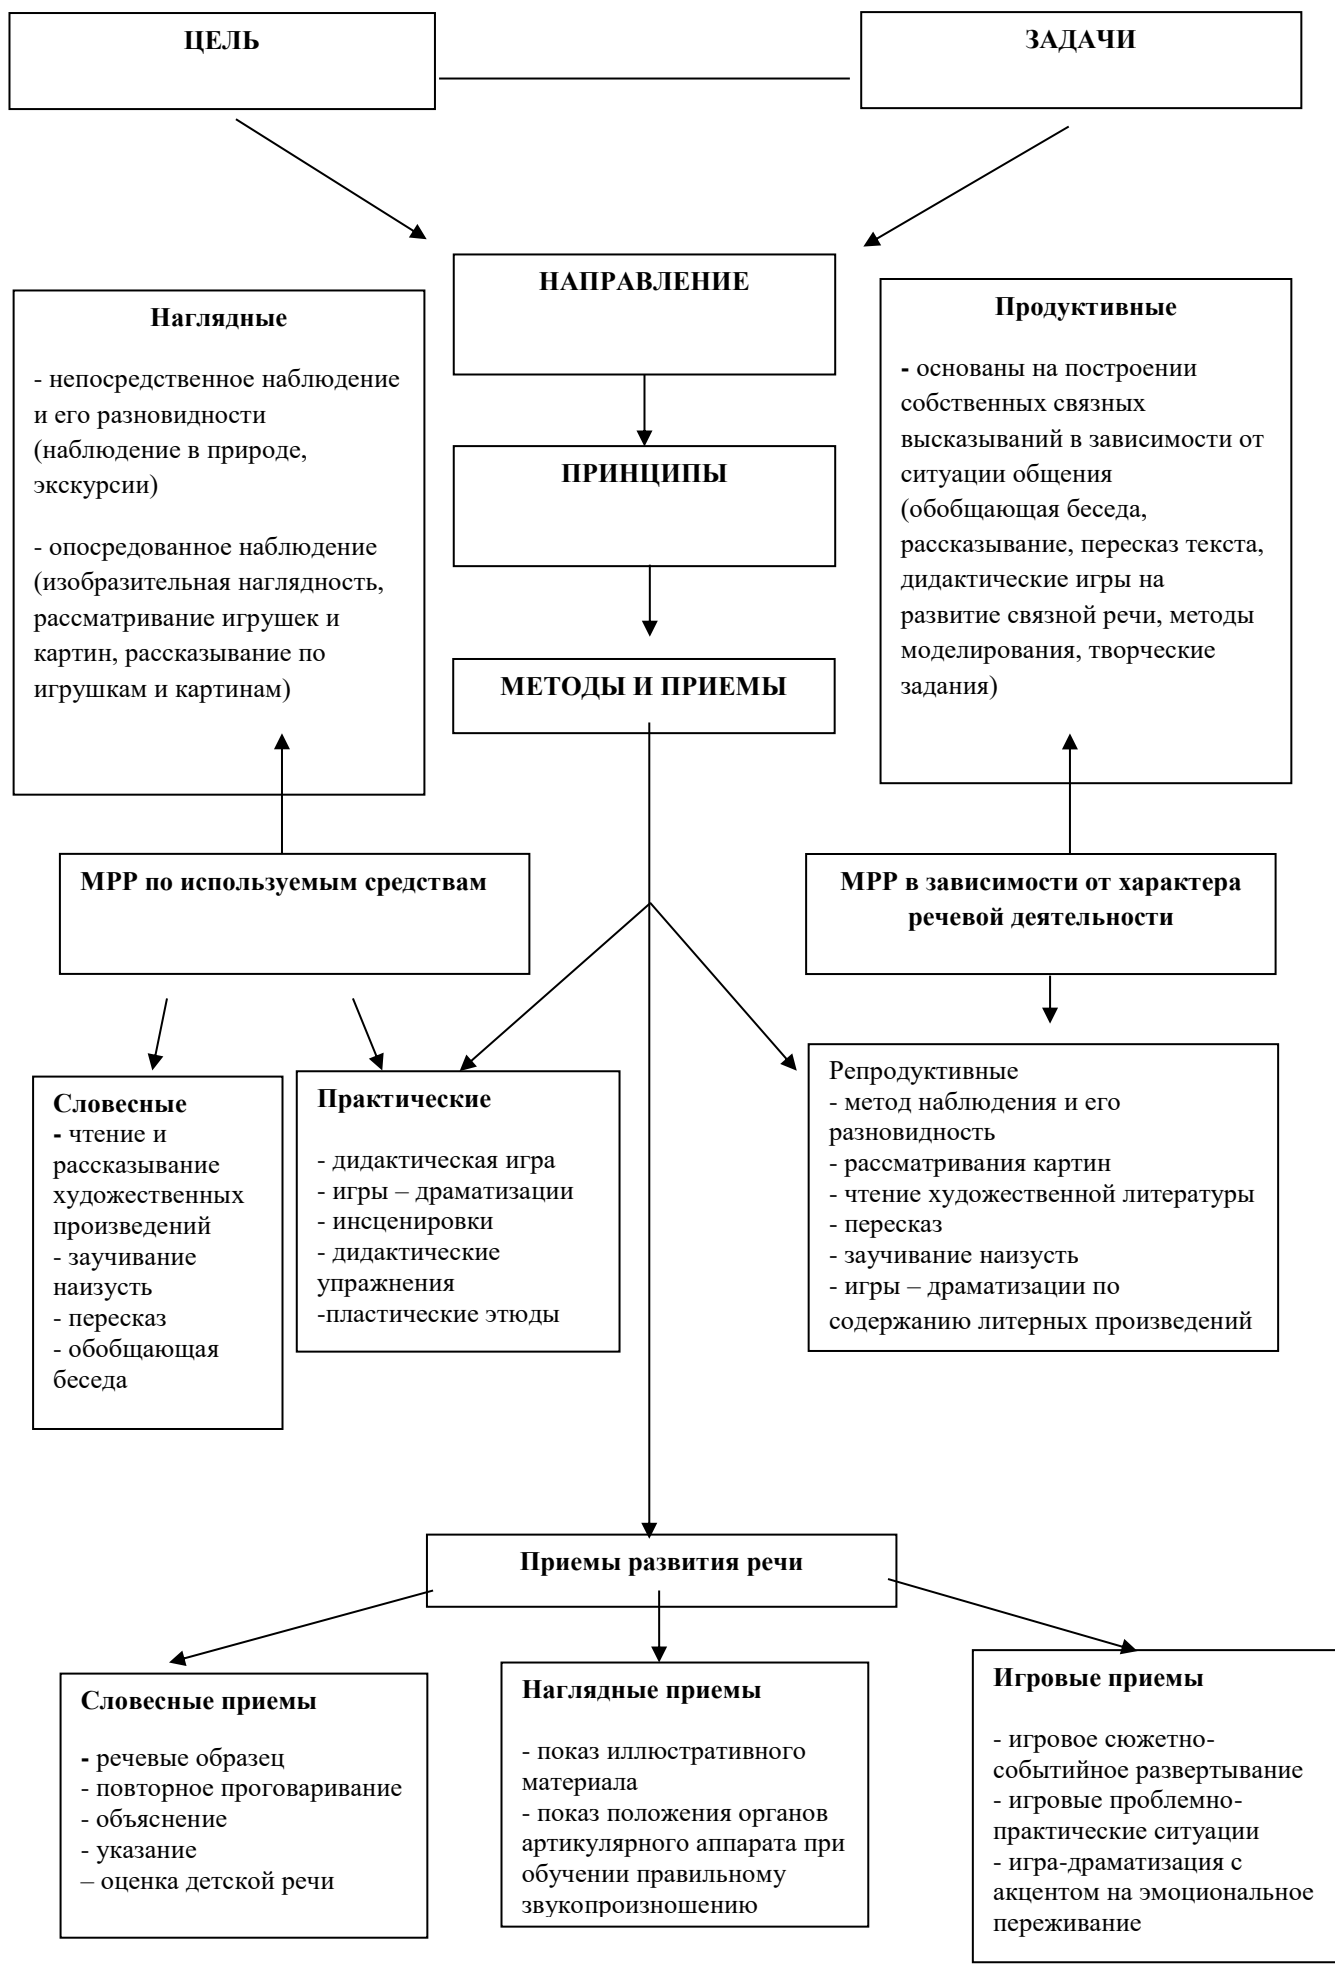 ЦЕЛЬ
ЗАДАЧИ
НАПРАВЛЕНИЕ
Наглядные
- непосредственное наблюдение
и его разновидности
(наблюдение в природе,
экскурсии)
- опосредованное наблюдение
(изобразительная наглядность,
рассматривание игрушек и
картин, рассказывание по
игрушкам и картинам)
Продуктивные
- основаны на построении
собственных связных
высказываний в зависимости от
ситуации общения
(обобщающая беседа,
рассказывание, пересказ текста,
дидактические игры на
развитие связной речи, методы
моделирования, творческие
задания)
ПРИНЦИПЫ
МЕТОДЫ И ПРИЕМЫ
МРР по используемым средствам
МРР в зависимости от характера
речевой деятельности
Словесные
- чтение и
рассказывание
художественных
произведений
- заучивание
наизусть
- пересказ
- обобщающая
беседа
Практические
- дидактическая игра
- игры – драматизации
- инсценировки
- дидактические
упражнения
-пластические этюды
Репродуктивные
- метод наблюдения и его
разновидность
- рассматривания картин
- чтение художественной литературы
- пересказ
- заучивание наизусть
- игры – драматизации по
содержанию литерных произведений
Приемы развития речи
Словесные приемы
- речевые образец
- повторное проговаривание
- объяснение
- указание
– оценка детской речи
Наглядные приемы
- показ иллюстративного
материала
- показ положения органов
артикулярного аппарата при
обучении правильному
звукопроизношению
Игровые приемы
- игровое сюжетно-
событийное развертывание
- игровые проблемно-
практические ситуации
- игра-драматизация с
акцентом на эмоциональное
переживание